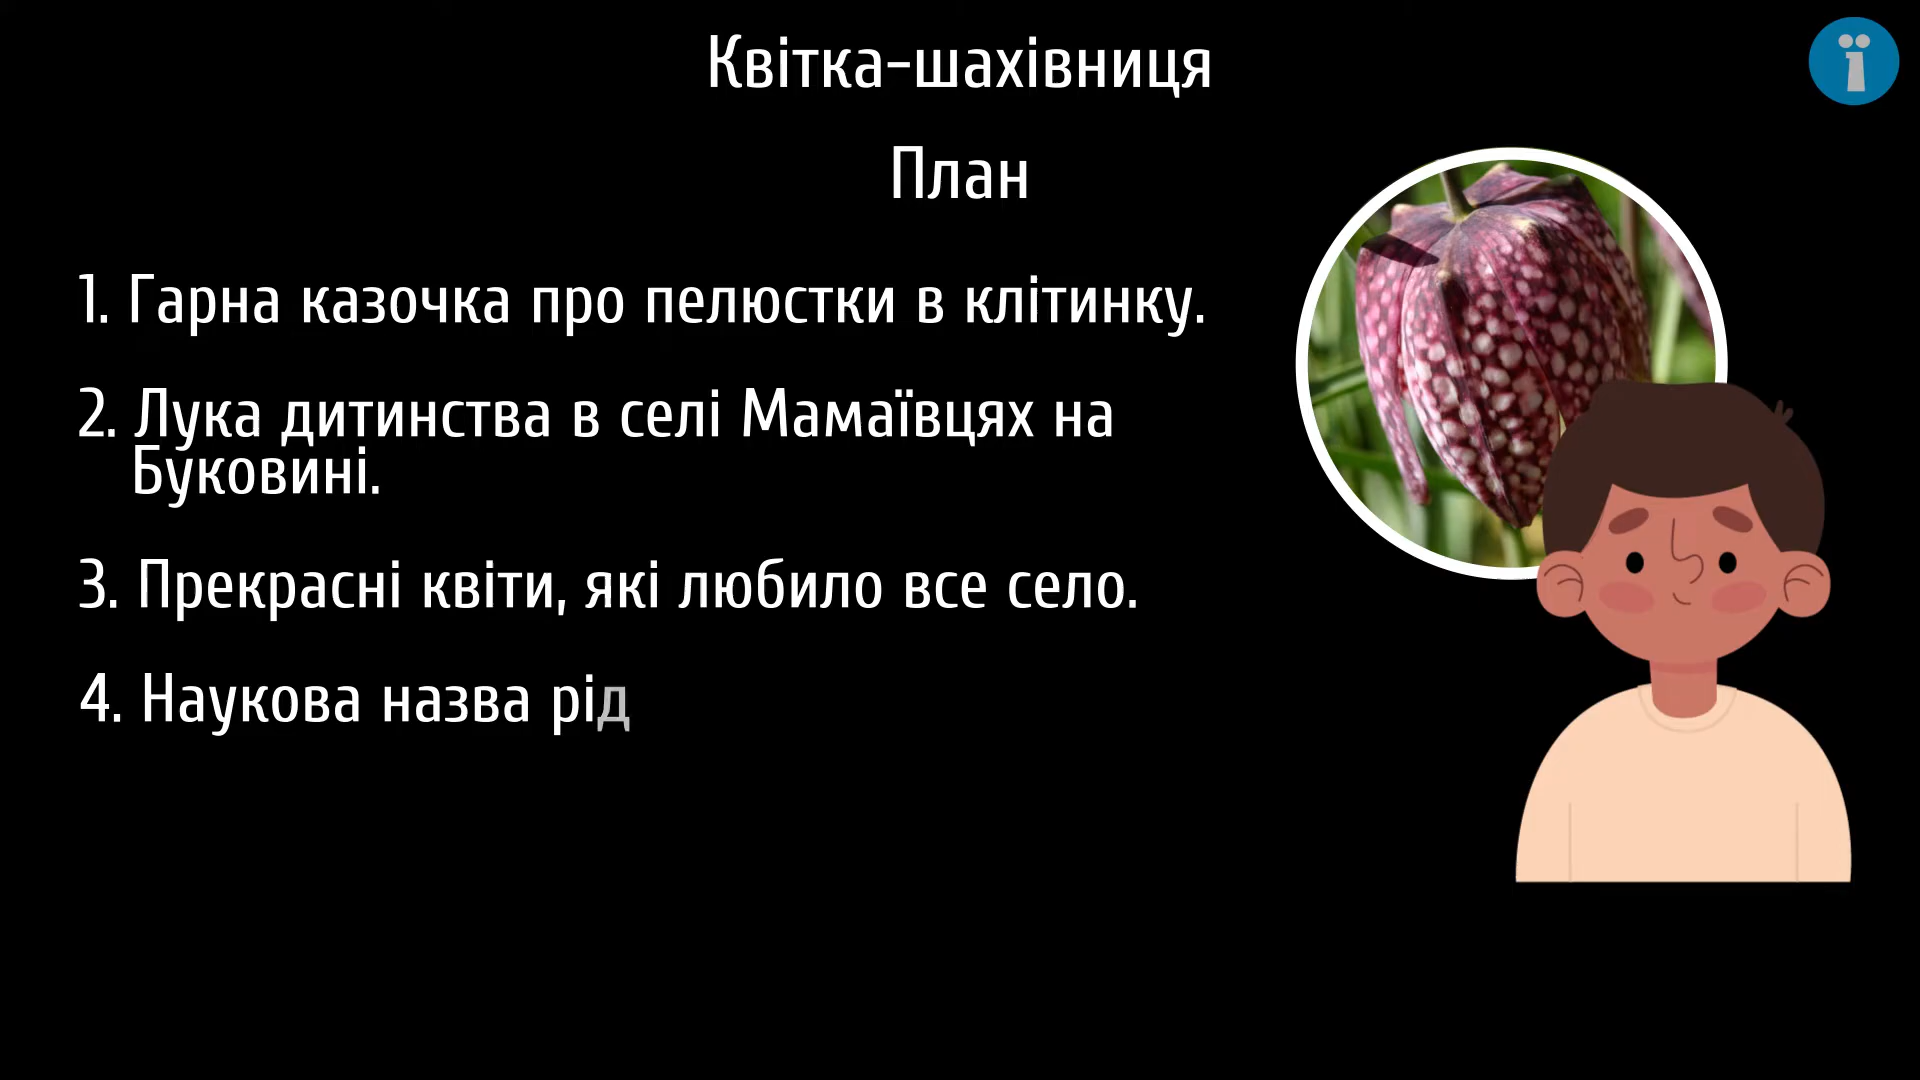 Квітка-шахівниця
ї
План
1. Гарна казочка про пелюстки в клітинку.
2. Лука дитинства в селі Мамаївцях на
Буковині.
3. Прекрасні квіти, які любило все село.
4. Наукова назва рід